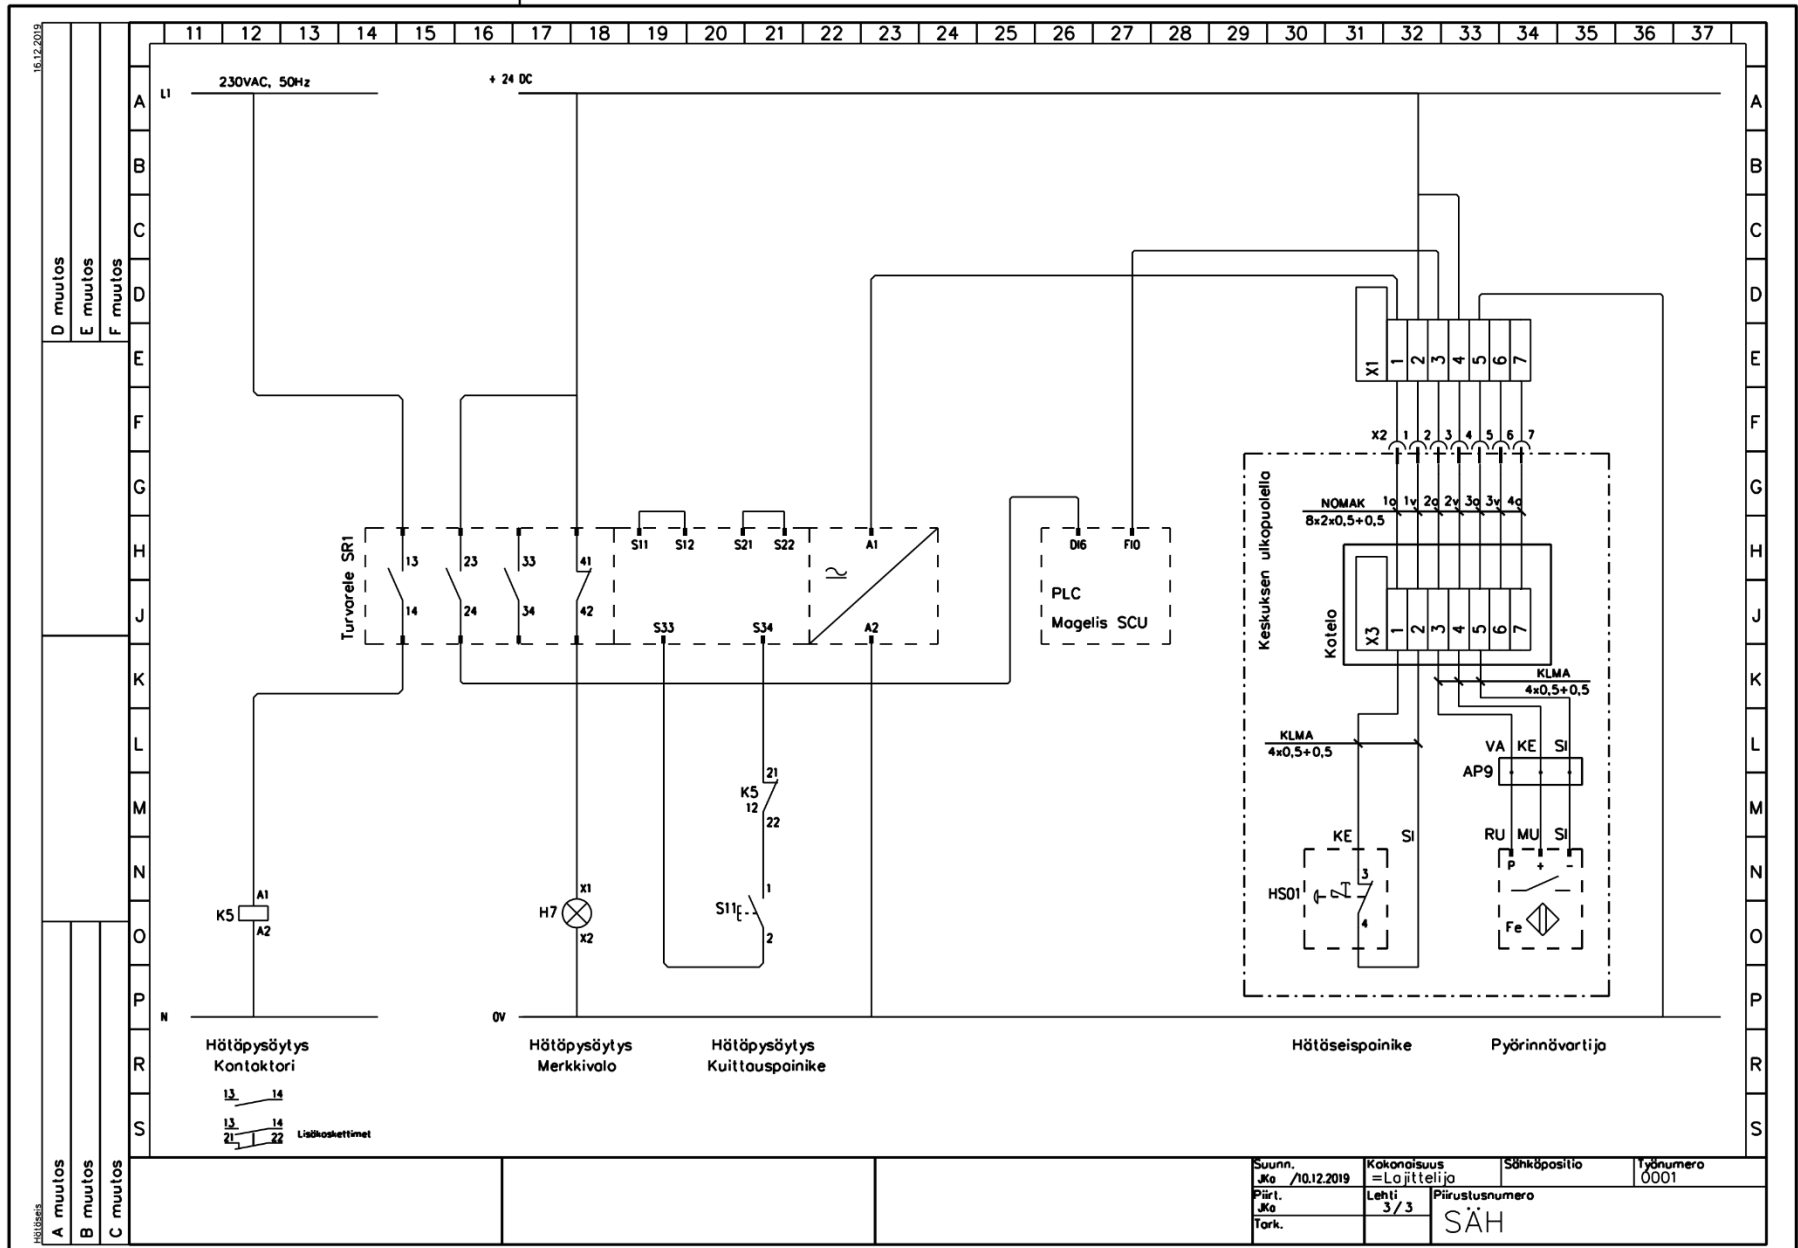 16.12.2019
11 12 13 14 15 16 17 18 19 20 21 22 23 24 25 26 27 28 29 30 31 32 33 34 35 36 37
230VAC, 50Hz
+ 24 DC
L1
A A
B B
C C
D muutos
E muutos
F muutos
D D
E E
X1 1 2 3 4 5 6 7
F F
X2 1 2 3 4 5 6 7
Keskuksen ulkopuolella
G G
NOMAK 1a 1v 2a 2v 3a 3v 4a
8x2x0,5+0,5
Turvarele SR1
S11 S12 S21 S22 A1 DI6 FI0
H H
13 23 33 41
14 24 34 42
PLC
Magelis SCU
J J
S33 S34 A2
Kotelo
X3 1 2 3 4 5 6 7
K K
KLMA
4x0,5+0,5
L L
KLMA
4x0,5+0,5
VA KE SI
AP9
21
K5
12
22
M M
KE SI
RU MU SI
P + -
N N
A1
K5
A2
X1
H7
X2
1
S11
2
3
HS01
4
Fe
O O
P P
N
0V
Hätäpysäytys
Kontaktori
Hätäpysäytys
Merkkivalo
Hätäpysäytys
Kuittauspainike
Hätäseispainike
Pyörinnävartija
R R
13 14
13 14
21 22
Lisäkoskettimet
S S
A muutos
B muutos
C muutos
Hätäseis
Suunn.
JKa /10.12.2019
Kokonaisuus
=Lajittelija
Sähköpositio
Työnumero
0001
Piirt.
JKa
Lehti
3/3
Piirustusnumero
SÄH
Tark.